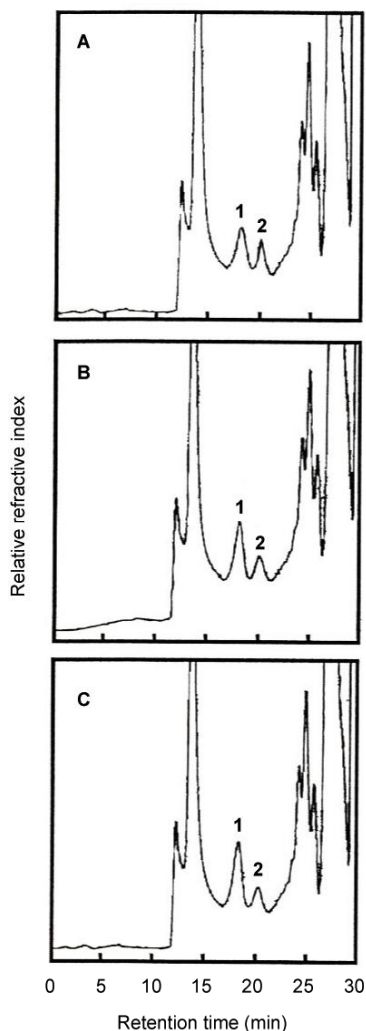 A
1 2
B
1
2
C
1
2
Relative refractive index
0 5 10 15 20 25 30
Retention time (min)